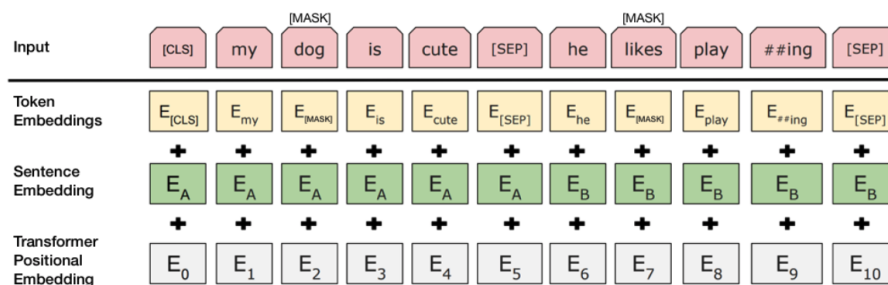 [MASK] [MASK]
Input [CLS] my dog is cute [SEP] he likes play ##ing [SEP]
Token Embeddings E[CLS] Emy E[MASK] Eis Ecute E[SEP] Ehe E[MASK] Eplay E##ing E[SEP]
+ + + + + + + + + + +
Sentence Embedding EA EA EA EA EA EA EB EB EB EB EB
+ + + + + + + + + + +
Transformer Positional Embedding E0 E1 E2 E3 E4 E5 E6 E7 E8 E9 E10